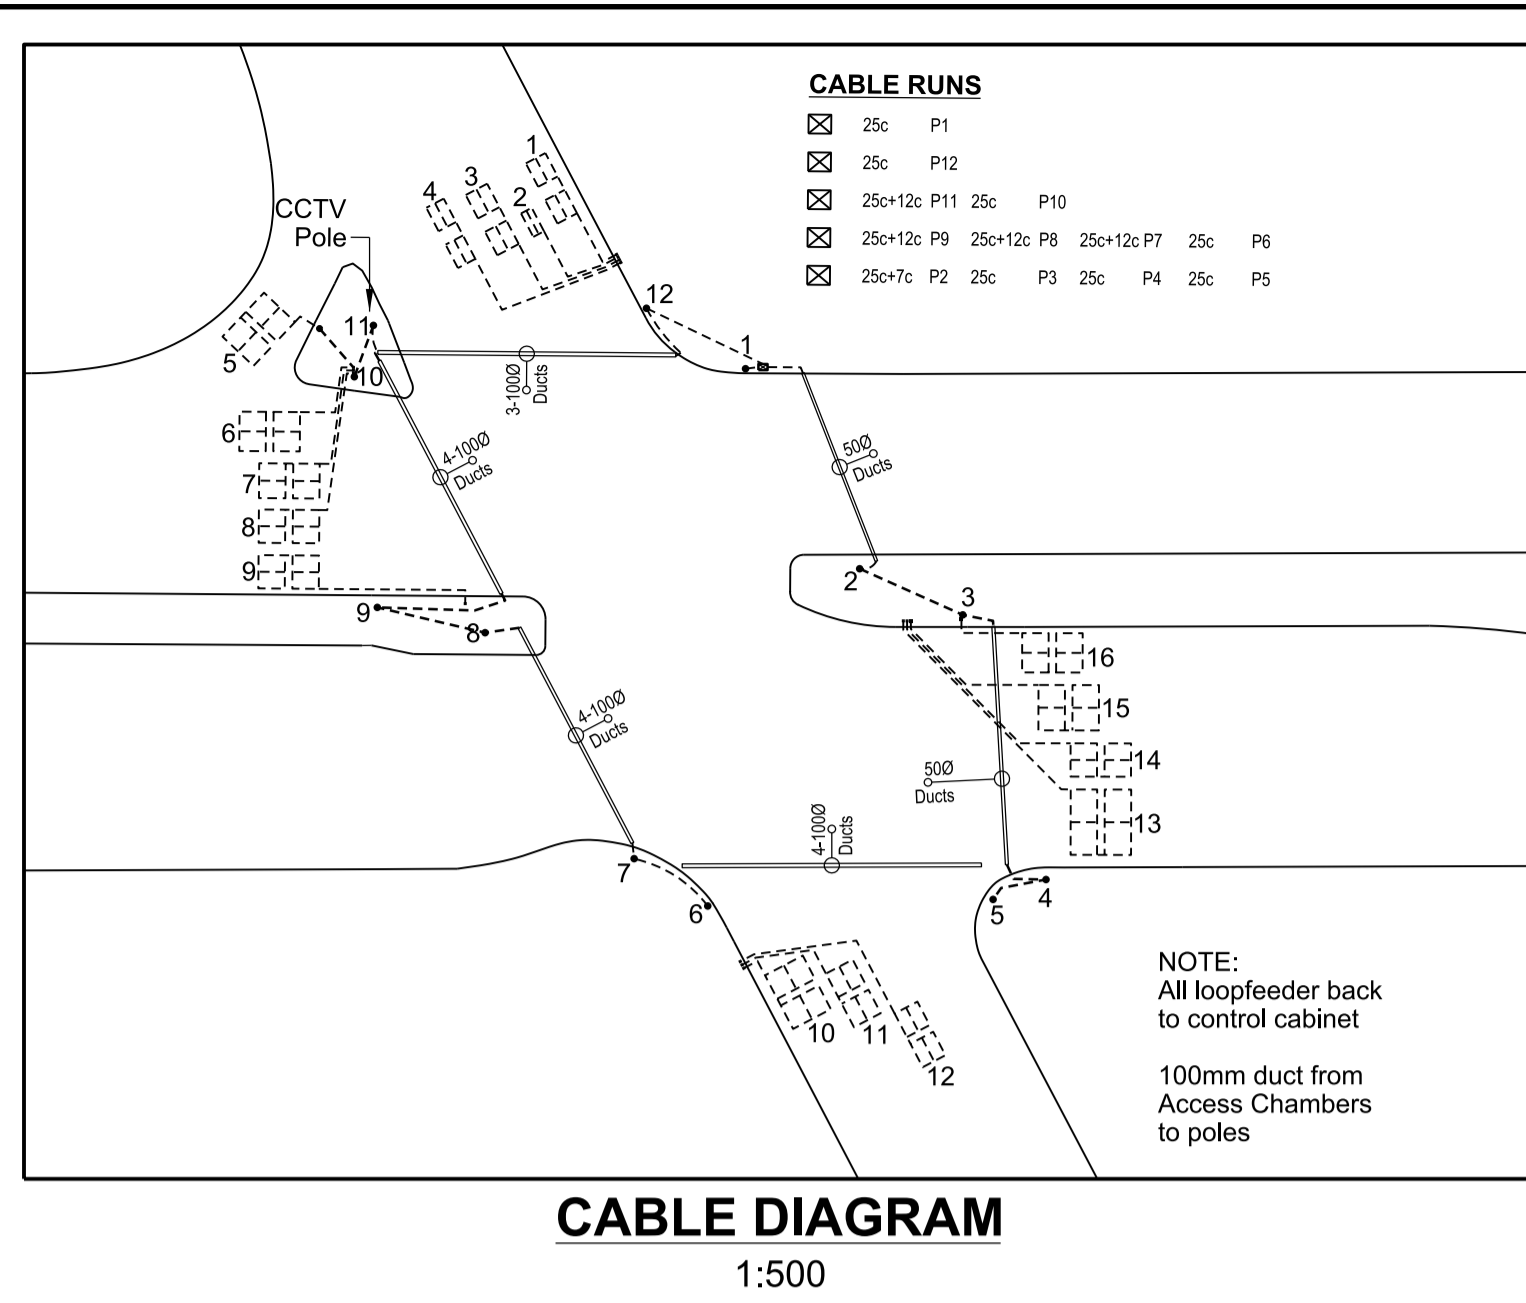 CABLE RUNS
25c P1
25c P12
25c+12c P11 25c P10
25c+12c P9 25c+12c P8 25c+12c P7 25c P6
25c+7c P2 25c P3 25c P4 25c P5
1
3
2
4
CCTV
Pole
12
11
1
5
10
3-100Ø
Ducts
6
4-100Ø
Ducts
50Ø
Ducts
7
8
9
2
3
9
8
16
4-100Ø
Ducts
15
14
50Ø
Ducts
4-100Ø
Ducts
13
7
6
5
4
NOTE:
All loopfeeder back
to control cabinet
100mm duct from
Access Chambers
to poles
10
11
12
CABLE DIAGRAM
1:500